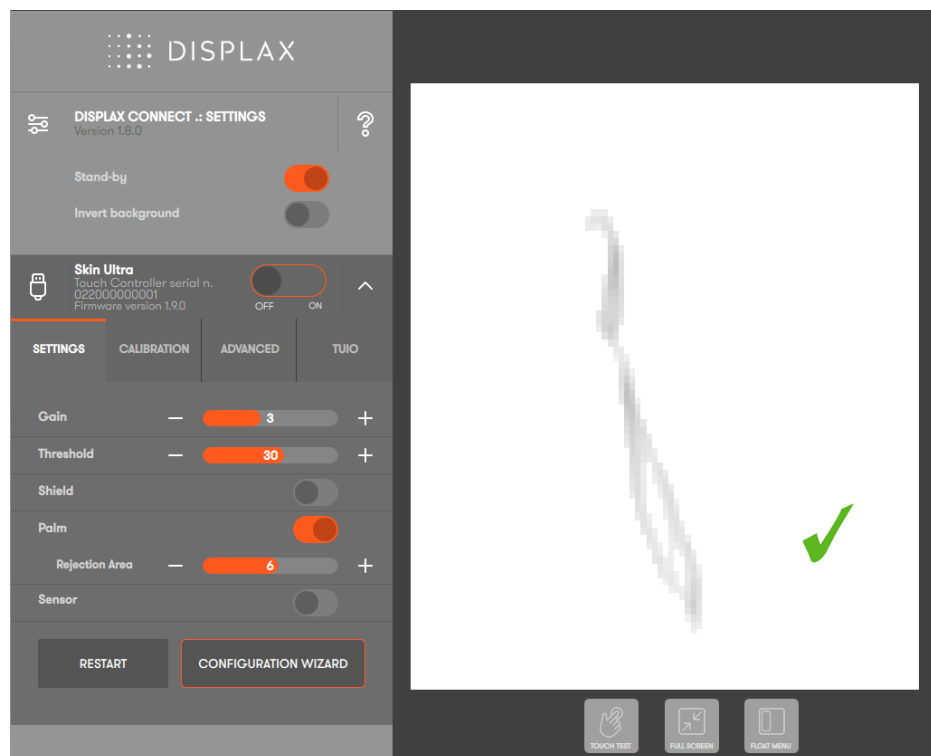 DISPLAX
DISPLAX CONNECT .: SETTINGS
Version 1.8.0
Stand-by
Invert background
Skin Ultra
Touch Controller serial n.
022000000001
Firmware version 1.9.0
OFF ON
SETTINGS CALIBRATION ADVANCED TUIO
Gain 3
Threshold 30
Shield
Palm
Rejection Area 6
Sensor
RESTART CONFIGURATION WIZARD
TOUCH TEST FULL SCREEN FLOAT MENU